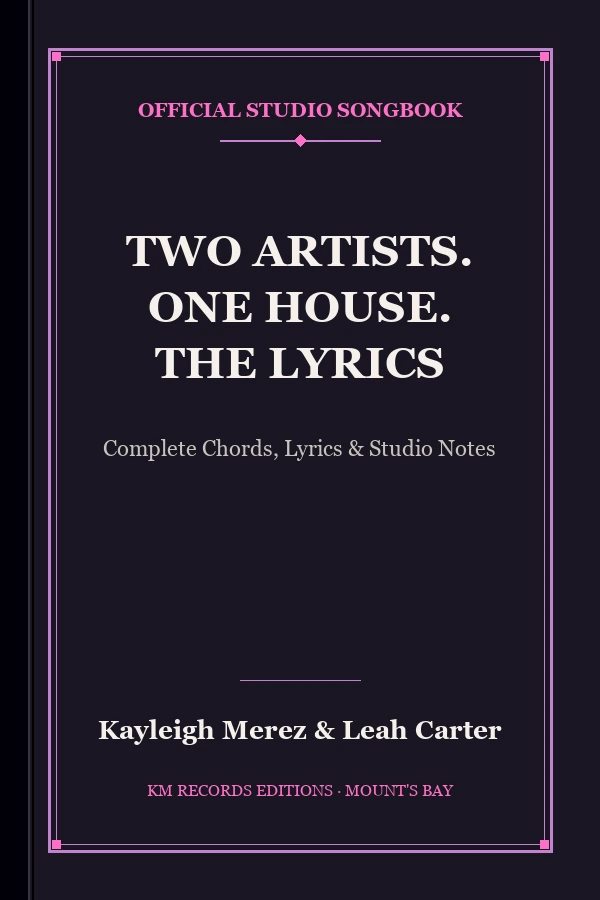 OFFICIAL STUDIO SONGBOOK
TWO ARTISTS.
ONE HOUSE.
THE LYRICS
Complete Chords, Lyrics & Studio Notes
Kayleigh Merez & Leah Carter
KM RECORDS EDITIONS · MOUNT'S BAY